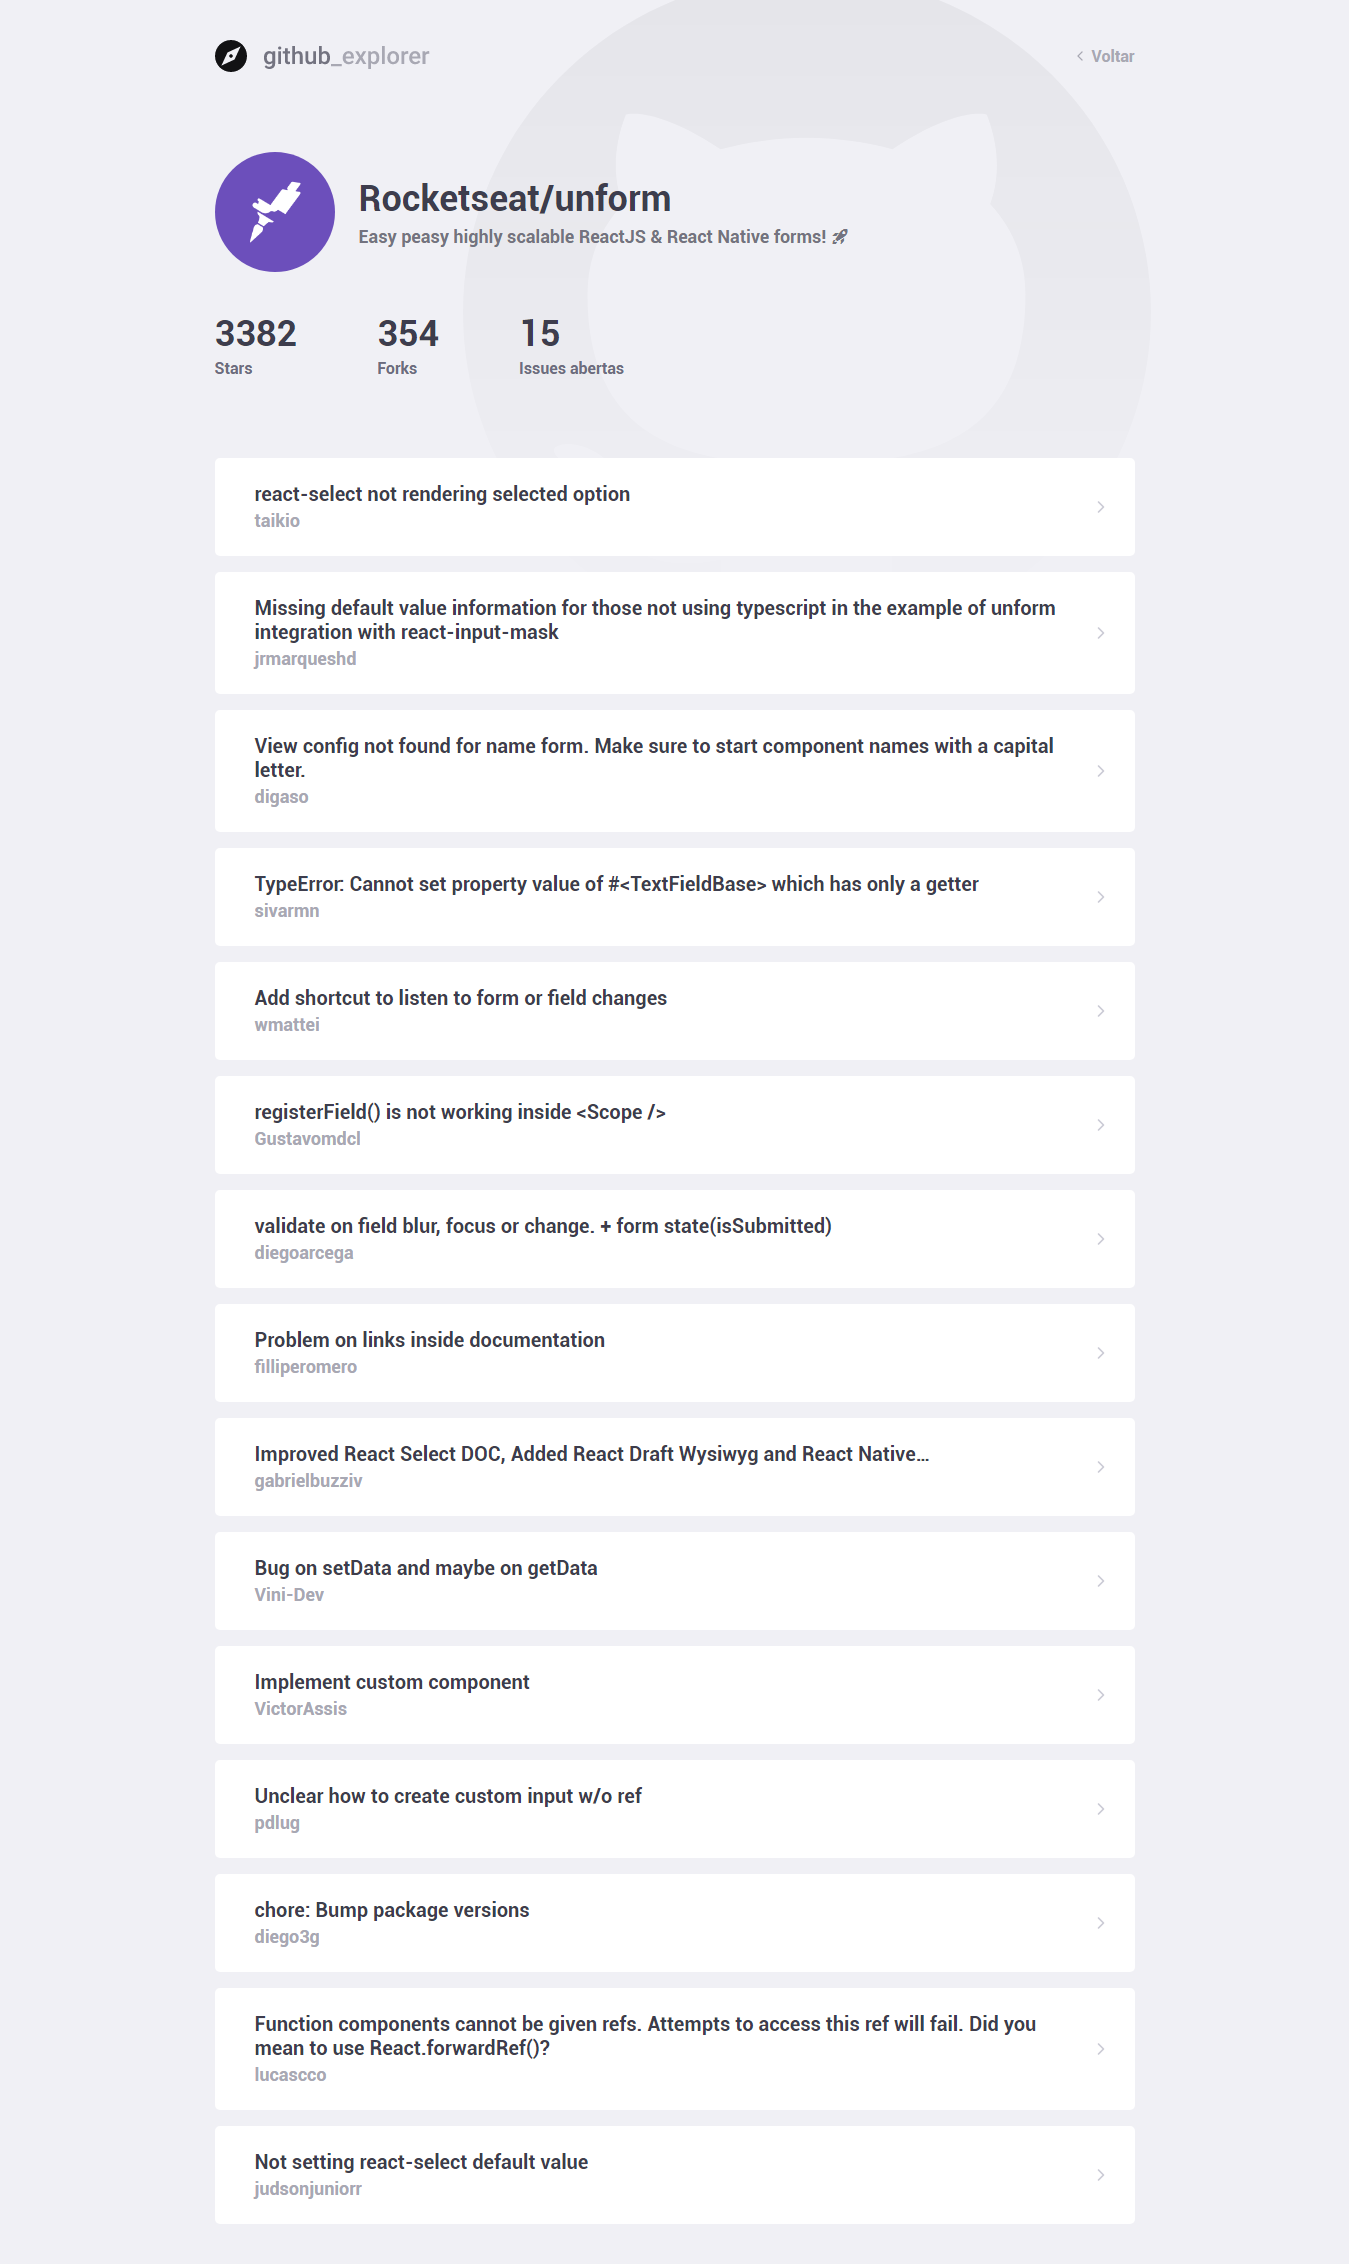 github_explorer
Voltar
Rocketseat/unform
Easy peasy highly scalable ReactJS & React Native forms! 🚀
3382
354
15
Stars
Forks
Issues abertas
react-select not rendering selected option
taikio
Missing default value information for those not using typescript in the example of unform
integration with react-input-mask
jrmarqueshd
View config not found for name form. Make sure to start component names with a capital
letter.
digaso
TypeError: Cannot set property value of #<TextFieldBase> which has only a getter
sivarmn
Add shortcut to listen to form or field changes
wmattei
registerField() is not working inside <Scope />
Gustavomdcl
validate on field blur, focus or change. + form state(isSubmitted)
diegoarcega
Problem on links inside documentation
filliperomero
Improved React Select DOC, Added React Draft Wysiwyg and React Native…
gabrielbuzziv
Bug on setData and maybe on getData
Vini-Dev
Implement custom component
VictorAssis
Unclear how to create custom input w/o ref
pdlug
chore: Bump package versions
diego3g
Function components cannot be given refs. Attempts to access this ref will fail. Did you
mean to use React.forwardRef()?
lucascco
Not setting react-select default value
judsonjuniorr